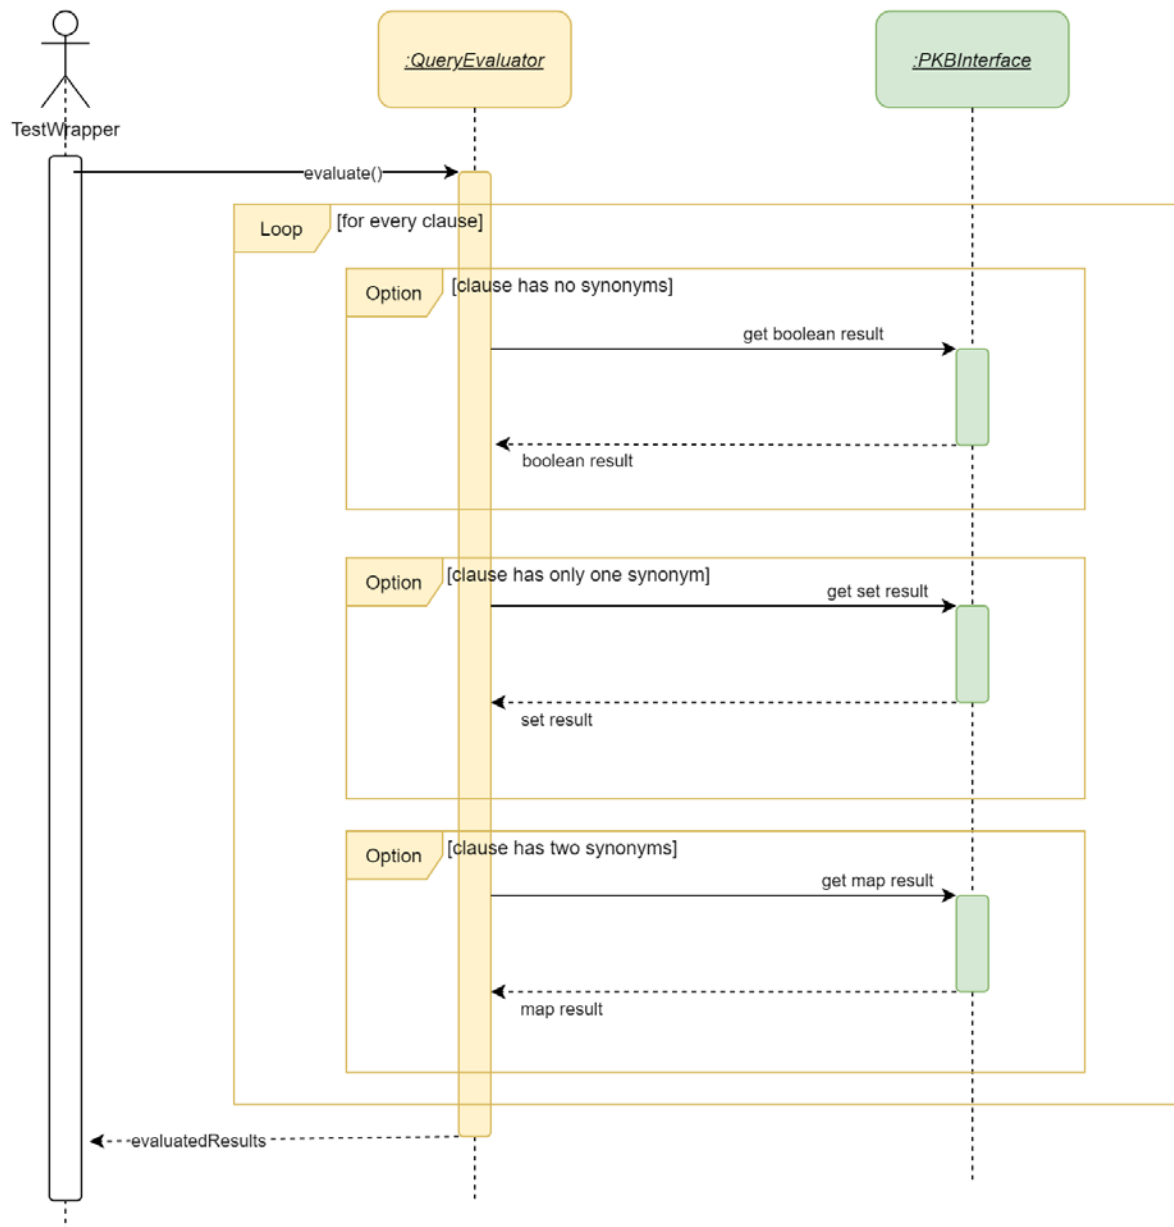 :QueryEvaluator
:PKBInterface
TestWrapper
evaluate()
Loop
[for every clause]
Option
[clause has no synonyms]
get boolean result
boolean result
Option
[clause has only one synonym]
get set result
set result
Option
[clause has two synonyms]
get map result
map result
evaluatedResults